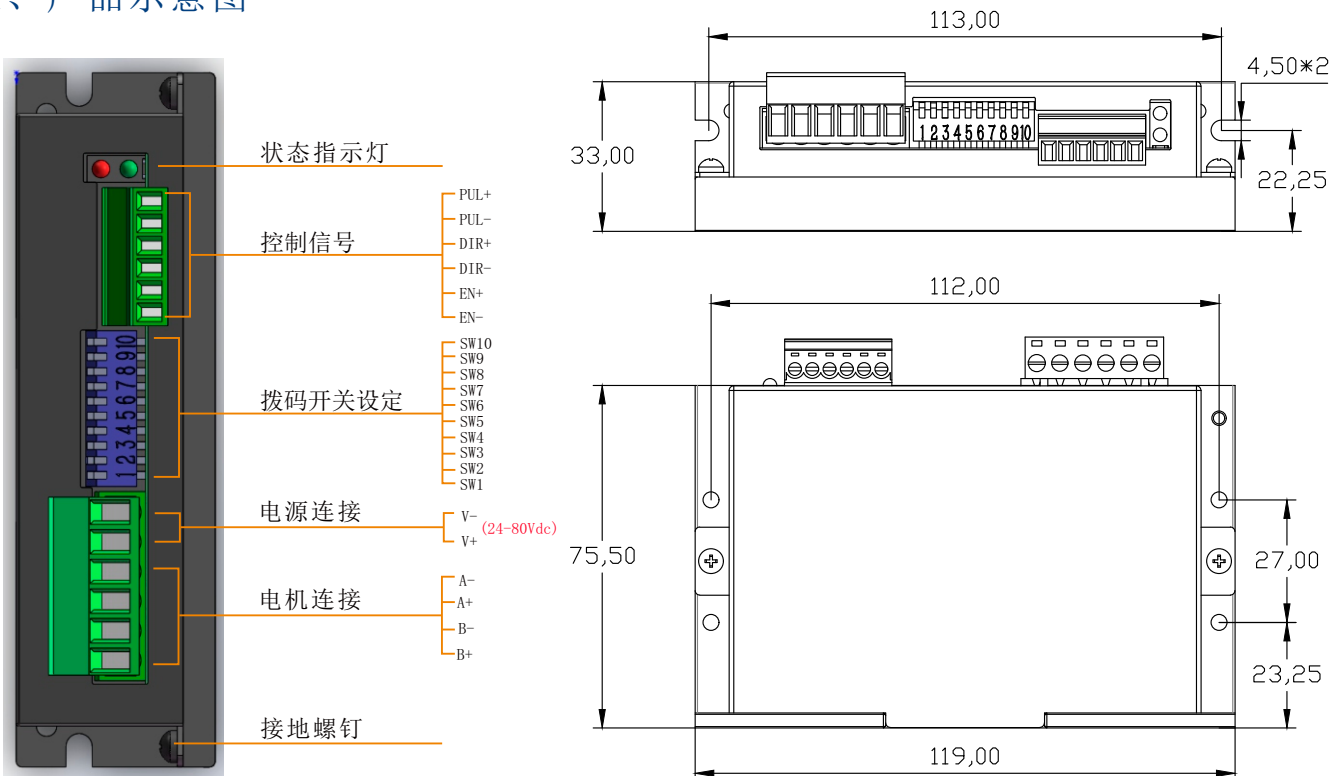 、产品示意图
状态指示灯
控制信号
PUL+
PUL-
DIR+
DIR-
EN+
EN-
拨码开关设定
SW10
SW9
SW8
SW7
SW6
SW5
SW4
SW3
SW2
SW1
电源连接
V-
(24-80Vdc)
V+
电机连接
A-
A+
B-
B+
接地螺钉
12345678910
113,00
4,50*2
33,00
12345678910
22,25
112,00
75,50
27,00
23,25
119,00